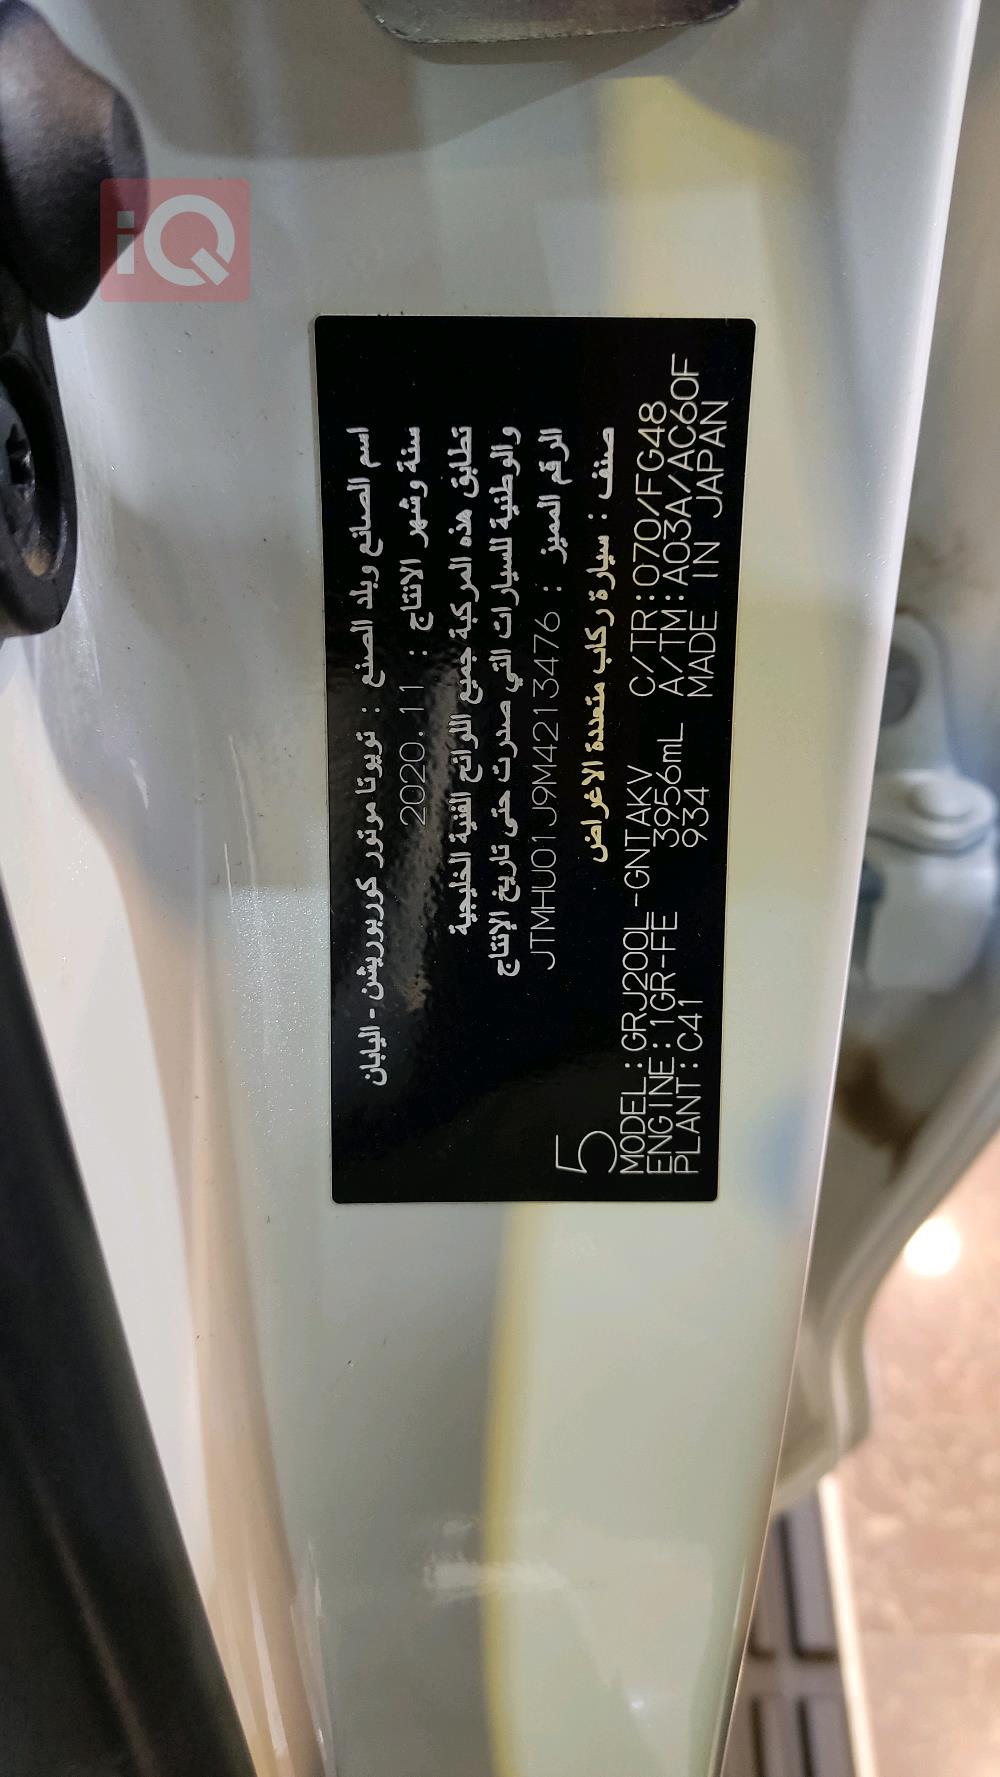 iQ
اسم الصانع وبلد الصنع : تويوتا موتور كوربوريشن - اليابان
سنة وشهر الانتاج : 2020.11
تطابق هذه المركبة جميع اللوائح الفنية الخليجية
والوطنية للسيارات التي صدرت حتى تاريخ الإنتاج
الرقم المميز : JTMHU01J9M4213476
صنف : سيارة ركاب متعددة الاغراض
5
MODEL:GRJ200L-GNTAKV C/TR:070/FG48
ENGINE:1GR-FE 3956mL A/TM:A03A/AC60F
PLANT:C41 934 MADE IN JAPAN